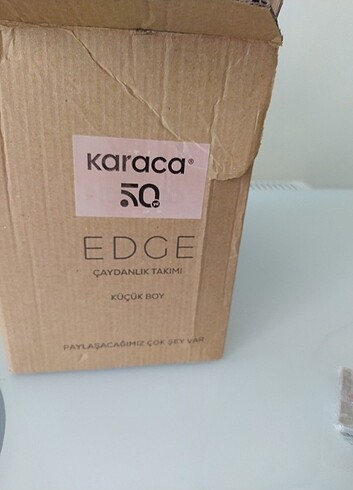 karaca®
50
EDGE
ÇAYDANLIK TAKIMI
KÜÇÜK BOY
PAYLAŞACAĞIMIZ ÇOK ŞEY VAR